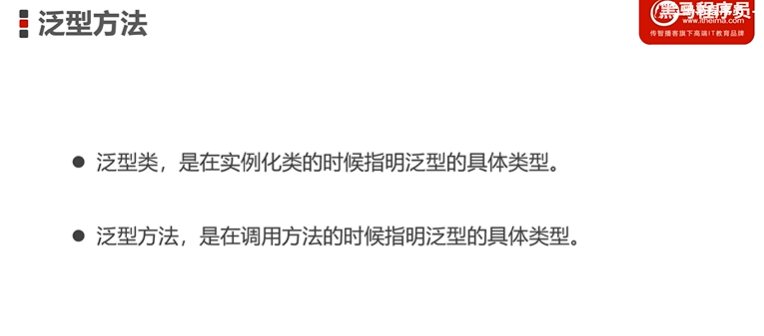 泛型方法
黑马程序员
www.itheima.com
传智播客旗下高端IT教育品牌
● 泛型类，是在实例化类的时候指明泛型的具体类型。
● 泛型方法，是在调用方法的时候指明泛型的具体类型。